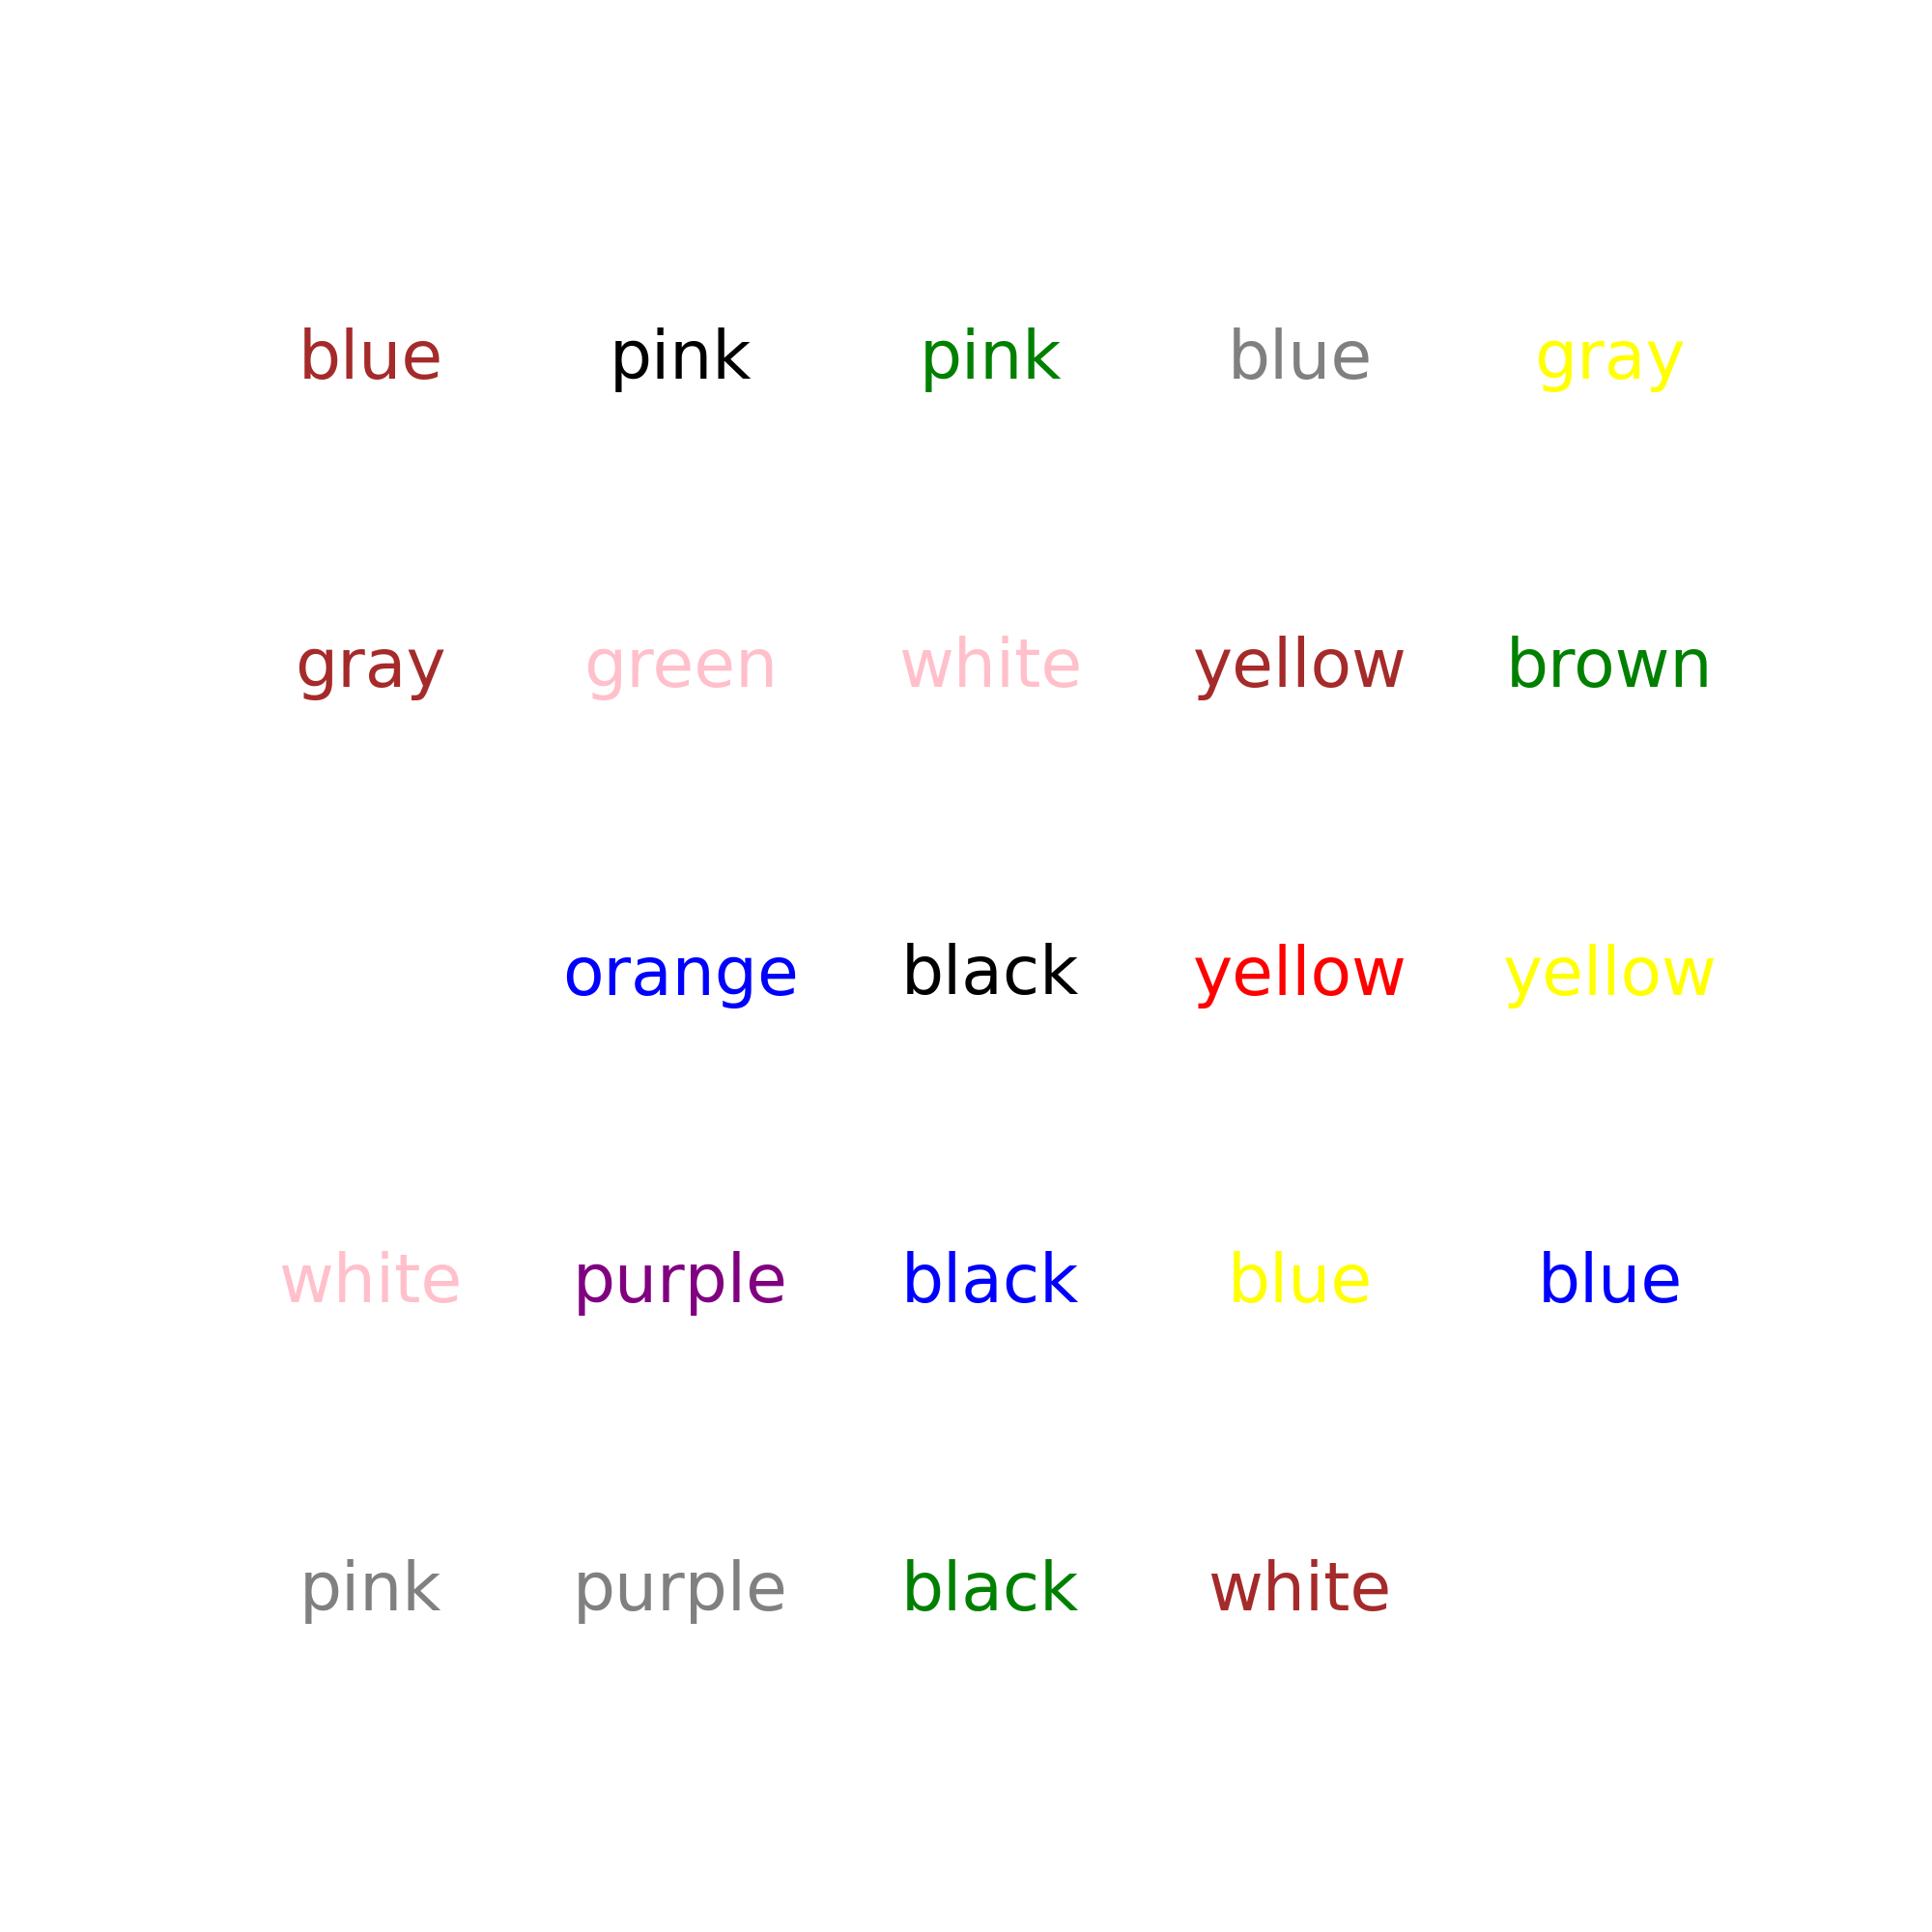 blue pink pink blue gray
gray green white yellow brown
orange black yellow yellow
white purple black blue blue
pink purple black white